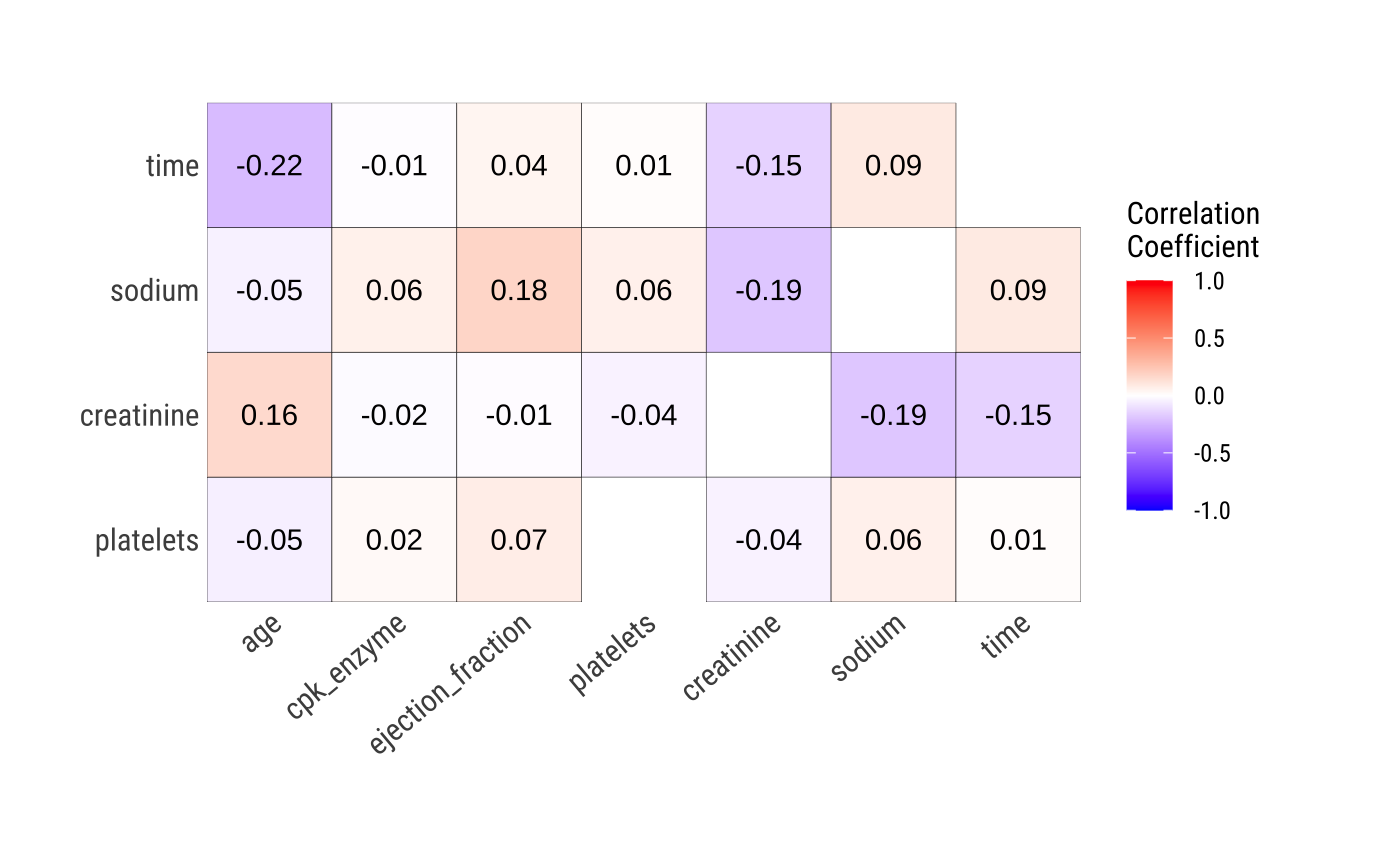 time -0.22 -0.01 0.04 0.01 -0.15 0.09
sodium -0.05 0.06 0.18 0.06 -0.19 0.09
creatinine 0.16 -0.02 -0.01 -0.04 -0.19 -0.15
platelets -0.05 0.02 0.07 -0.04 0.06 0.01
age cpk_enzyme ejection_fraction platelets creatinine sodium time
Correlation
Coefficient
1.0
0.5
0.0
-0.5
-1.0